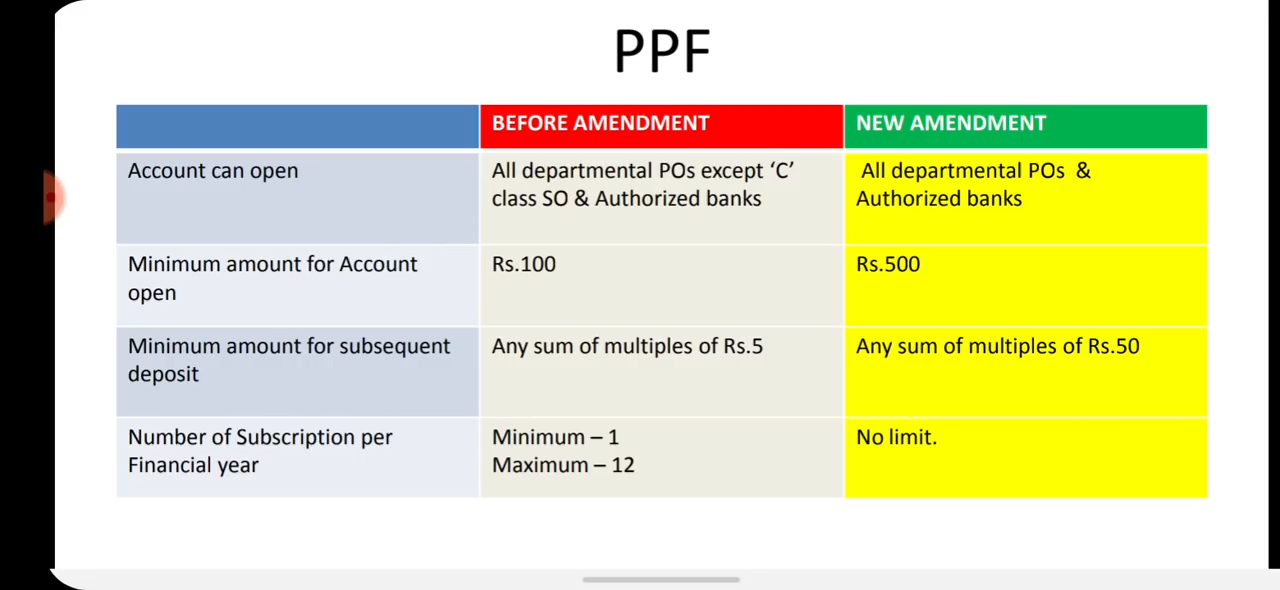 PPF
BEFORE AMENDMENT
NEW AMENDMENT
Account can open
All departmental POs except ‘C’
class SO & Authorized banks
All departmental POs &
Authorized banks
Minimum amount for Account
open
Rs.100
Rs.500
Minimum amount for subsequent
deposit
Any sum of multiples of Rs.5
Any sum of multiples of Rs.50
Number of Subscription per
Financial year
Minimum – 1
Maximum – 12
No limit.